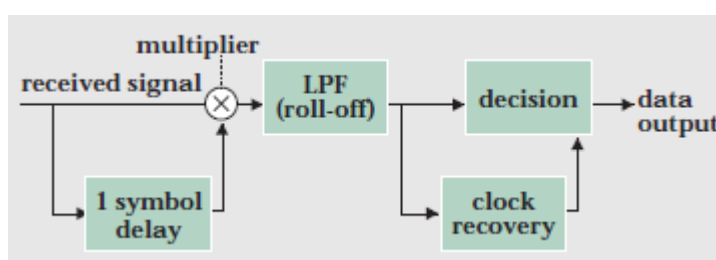 multiplier
received signal
LPF
(roll-off)
decision
data
output
1 symbol
delay
clock
recovery